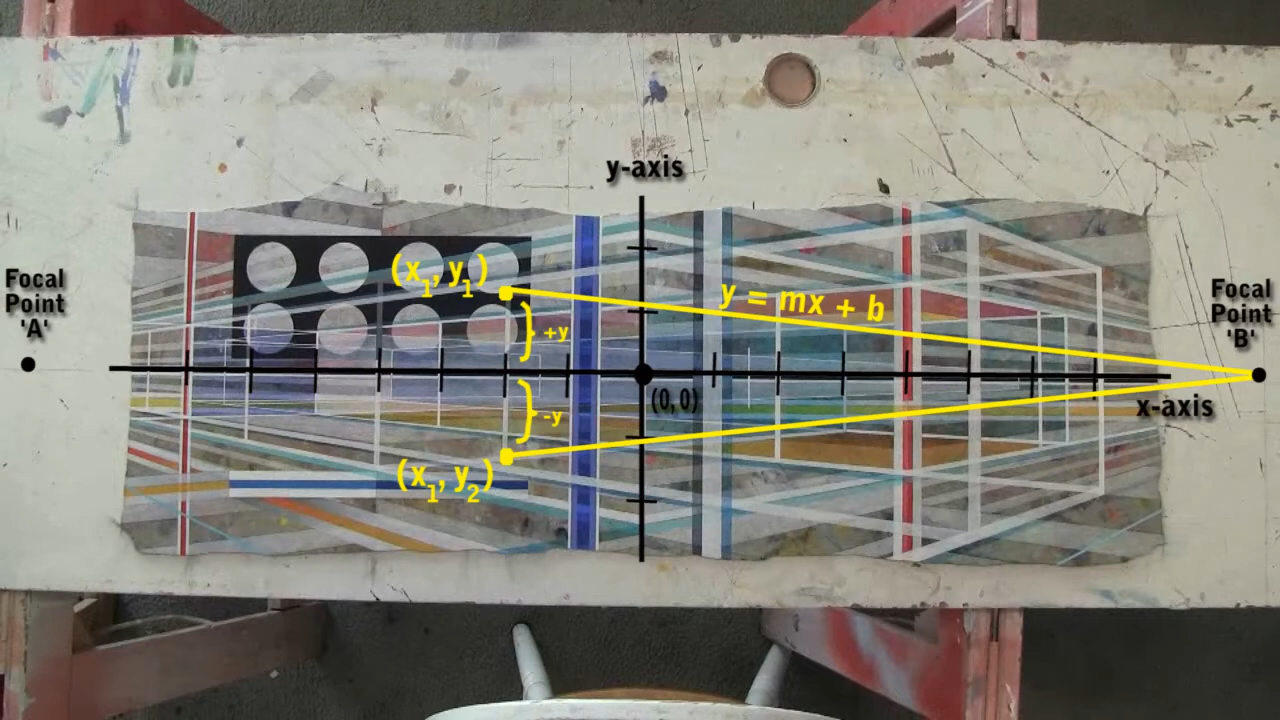 y-axis
Focal
Point
'A'
(x1, y1)
+y
y = mx + b
Focal
Point
'B'
(0, 0)
x-axis
-y
(x1, y2)